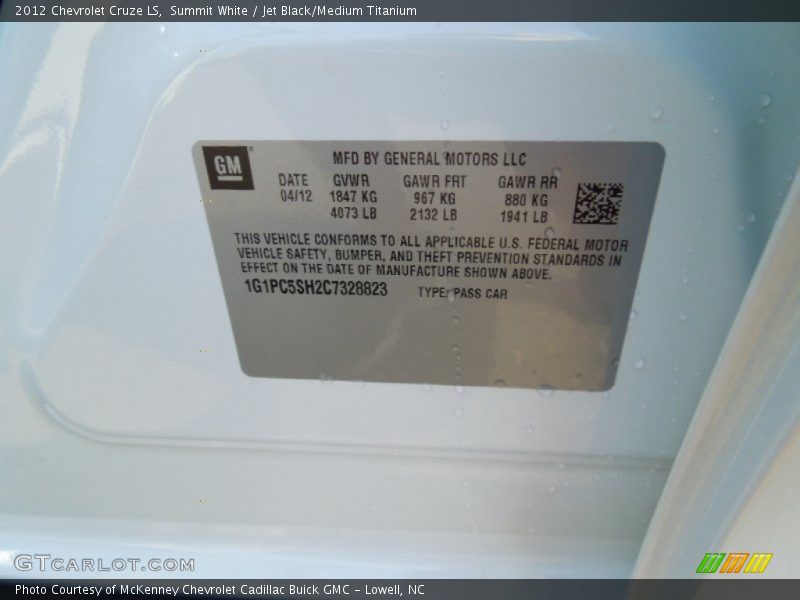 2012 Chevrolet Cruze LS, Summit White / Jet Black/Medium Titanium
GM
MFD BY GENERAL MOTORS LLC
DATE GVWR GAWR FRT GAWR RR
04/12 1847 KG 967 KG 880 KG
4073 LB 2132 LB 1941 LB
THIS VEHICLE CONFORMS TO ALL APPLICABLE U.S. FEDERAL MOTOR
VEHICLE SAFETY, BUMPER, AND THEFT PREVENTION STANDARDS IN
EFFECT ON THE DATE OF MANUFACTURE SHOWN ABOVE.
1G1PC5SH2C7328823 TYPE: PASS CAR
GTCARLOT.COM
Photo Courtesy of McKenney Chevrolet Cadillac Buick GMC - Lowell, NC